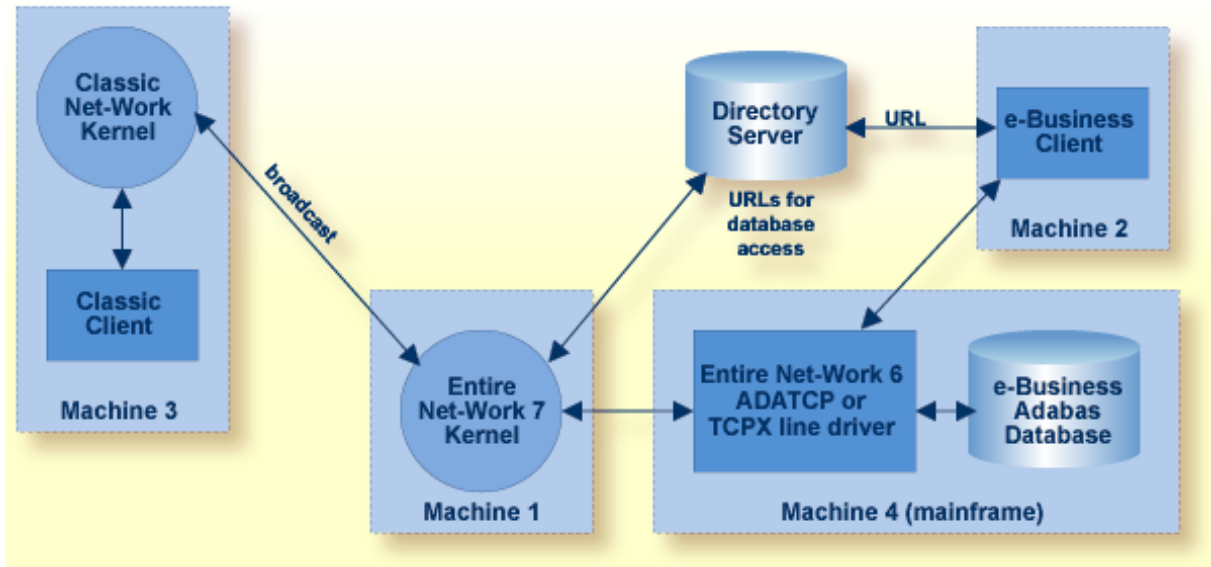 Classic
Net-Work
Kernel
Classic
Client
Machine 3
broadcast
Directory
Server
URLs for
database
access
URL
e-Business
Client
Machine 2
Entire
Net-Work 7
Kernel
Machine 1
Entire Net-Work 6
ADATCP or
TCPX line driver
e-Business
Adabas
Database
Machine 4 (mainframe)